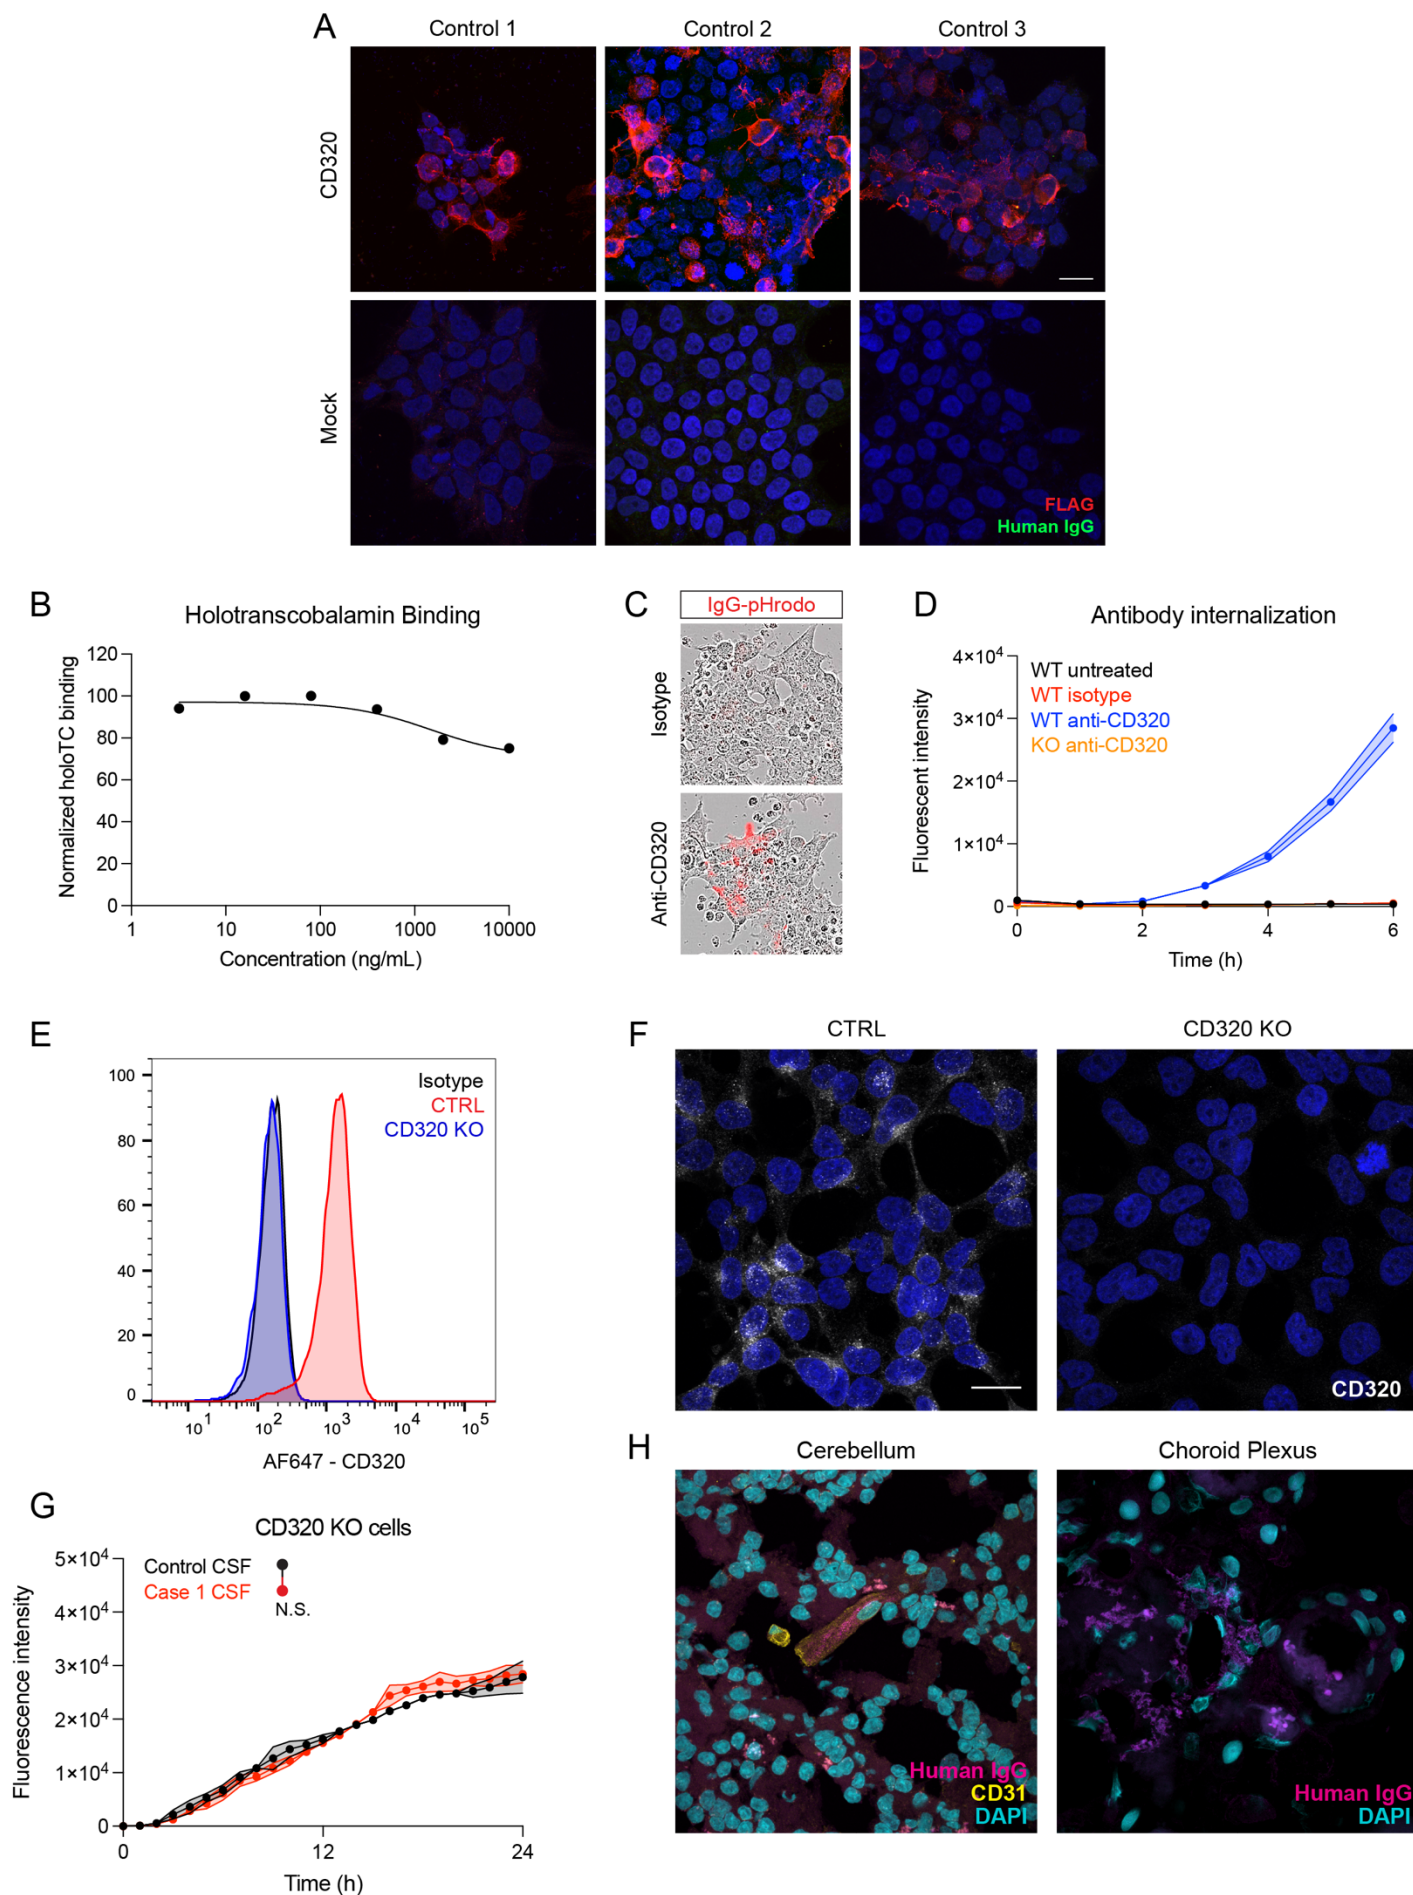 A
Control 1
Control 2
Control 3
CD320
Mock
FLAG
Human IgG
B
Holotranscobalamin Binding
Normalized holoTC binding
120
100
80
60
40
20
0
1
10
100
1000
10000
Concentration (ng/mL)
C
IgG-pHrodo
Isotype
Anti-CD320
D
Antibody internalization
Fluorescent intensity
4×10⁴
3×10⁴
2×10⁴
1×10⁴
0
WT untreated
WT isotype
WT anti-CD320
KO anti-CD320
0
2
4
6
Time (h)
E
100
80
60
40
20
0
Isotype
CTRL
CD320 KO
10¹
10²
10³
10⁴
10⁵
AF647 - CD320
F
CTRL
CD320 KO
CD320
G
CD320 KO cells
Fluorescence intensity
5×10⁴
4×10⁴
3×10⁴
2×10⁴
1×10⁴
0
Control CSF
Case 1 CSF
N.S.
0
12
24
Time (h)
H
Cerebellum
Choroid Plexus
Human IgG
CD31
DAPI
Human IgG
DAPI